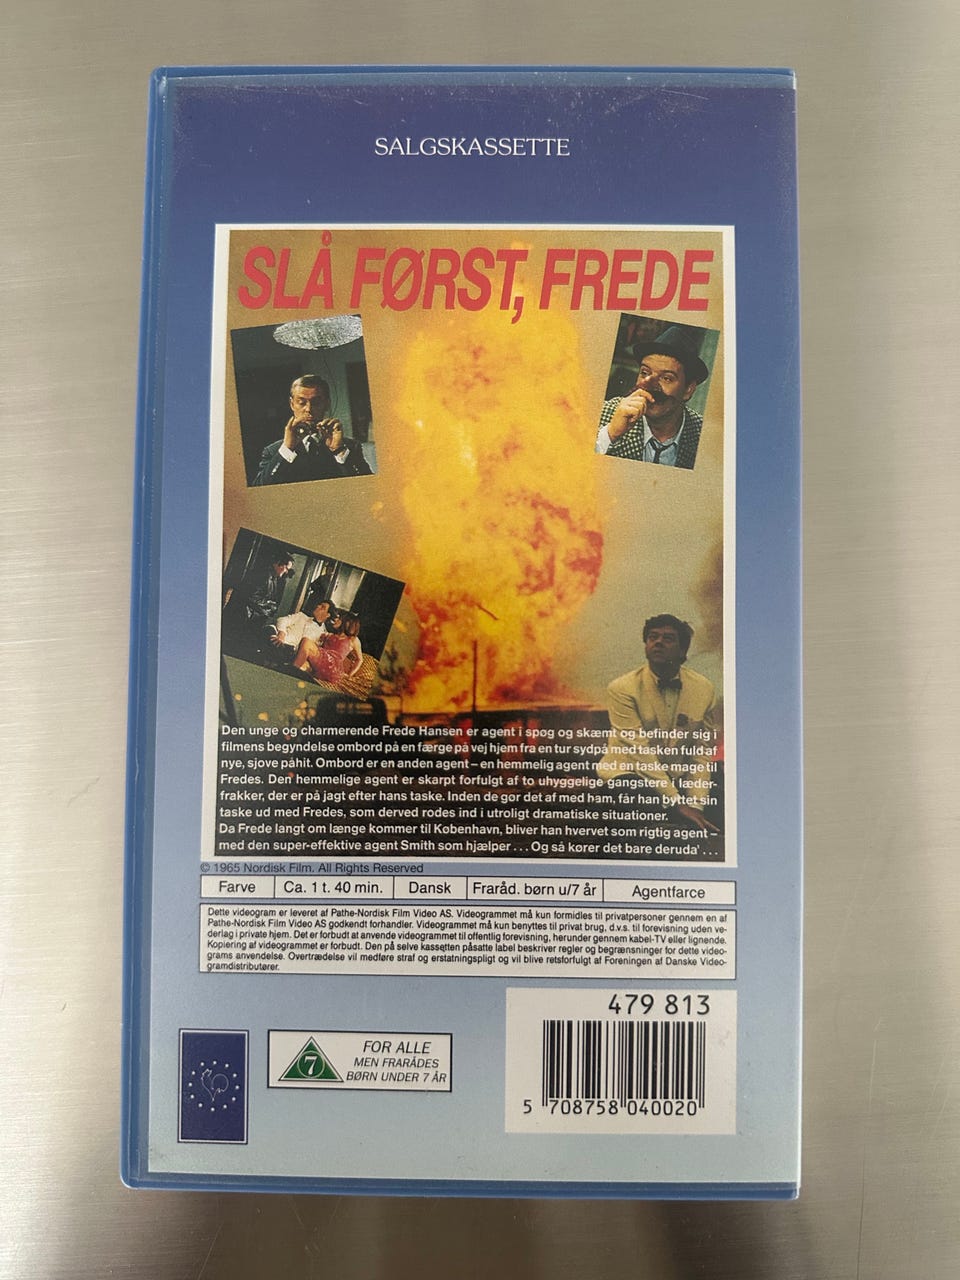 SALGSKASSETTE
SLÅ FØRST, FREDE
Den unge og charmerende Frede Hansen er agent i spøg og skæmt og befinder sig i
filmens begyndelse ombord på en færge på vej hjem fra en tur sydpå med tasken fuld af
nye, sjove påhit. Ombord er en anden agent – en hemmelig agent med en taske mage til
Fredes. Den hemmelige agent er skarpt forfulgt af to uhyggelige gangstere i læder-
frakker, der er på jagt efter hans taske. Inden de gør det af med ham, får han byttet sin
taske ud med Fredes, som derved rodes ind i utroligt dramatiske situationer.
Da Frede langt om længe kommer til København, bliver han hvervet som rigtig agent –
med den super-effektive agent Smith som hjælper . . . Og så kører det bare deruda' . . .
© 1965 Nordisk Film. All Rights Reserved
Farve Ca. 1 t. 40 min. Dansk Fraråd. børn u/7 år Agentfarce
Dette videogram er leveret af Pathe-Nordisk Film Video AS. Videogrammet må kun formidles til privatpersoner gennem en af
Pathe-Nordisk Film Video AS godkendt forhandler. Videogrammet må kun benyttes til privat brug, d.v.s. til forevisning uden ve-
derlag i private hjem. Det er forbudt at anvende videogrammet til offentlig forevisning, herunder gennem kabel-TV eller lignende.
Kopiering af videogrammet er forbudt. Den på selve kassetten påsatte label beskriver regler og begrænsninger for dette video-
grams anvendelse. Overtrædelse vil medføre straf og erstatningspligt og vil blive retsforfulgt af Foreningen af Danske Video-
gramdistributører.
479 813
7
FOR ALLE
MEN FRARÅDES
BØRN UNDER 7 ÅR
5 708758 040020